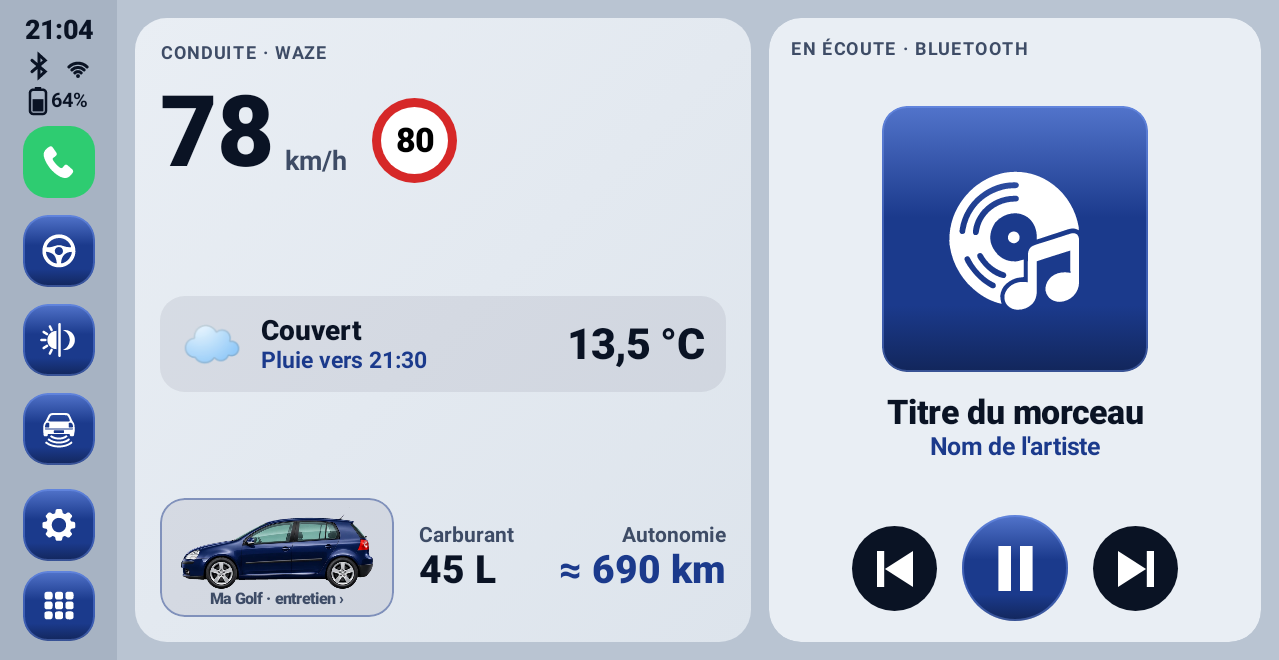 21:04
64%
CONDUITE · WAZE
78 km/h
80
Couvert
Pluie vers 21:30
13,5 °C
Ma Golf · entretien ›
Carburant
45 L
Autonomie
≈ 690 km
EN ÉCOUTE · BLUETOOTH
Titre du morceau
Nom de l'artiste